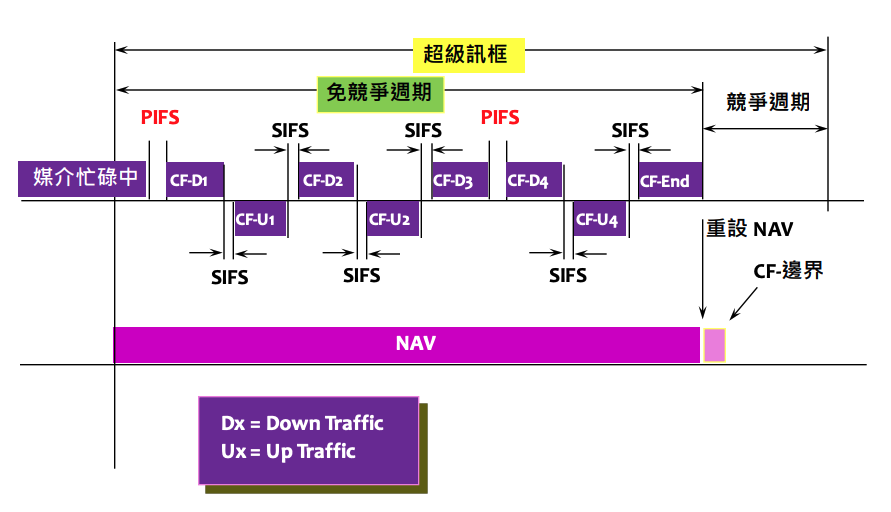 超級訊框
免競爭週期
競爭週期
PIFS
SIFS
SIFS
PIFS
SIFS
媒介忙碌中
CF-D1
CF-D2
CF-D3
CF-D4
CF-End
CF-U1
CF-U2
CF-U4
重設 NAV
SIFS
SIFS
SIFS
CF-邊界
NAV
Dx = Down Traffic
Ux = Up Traffic